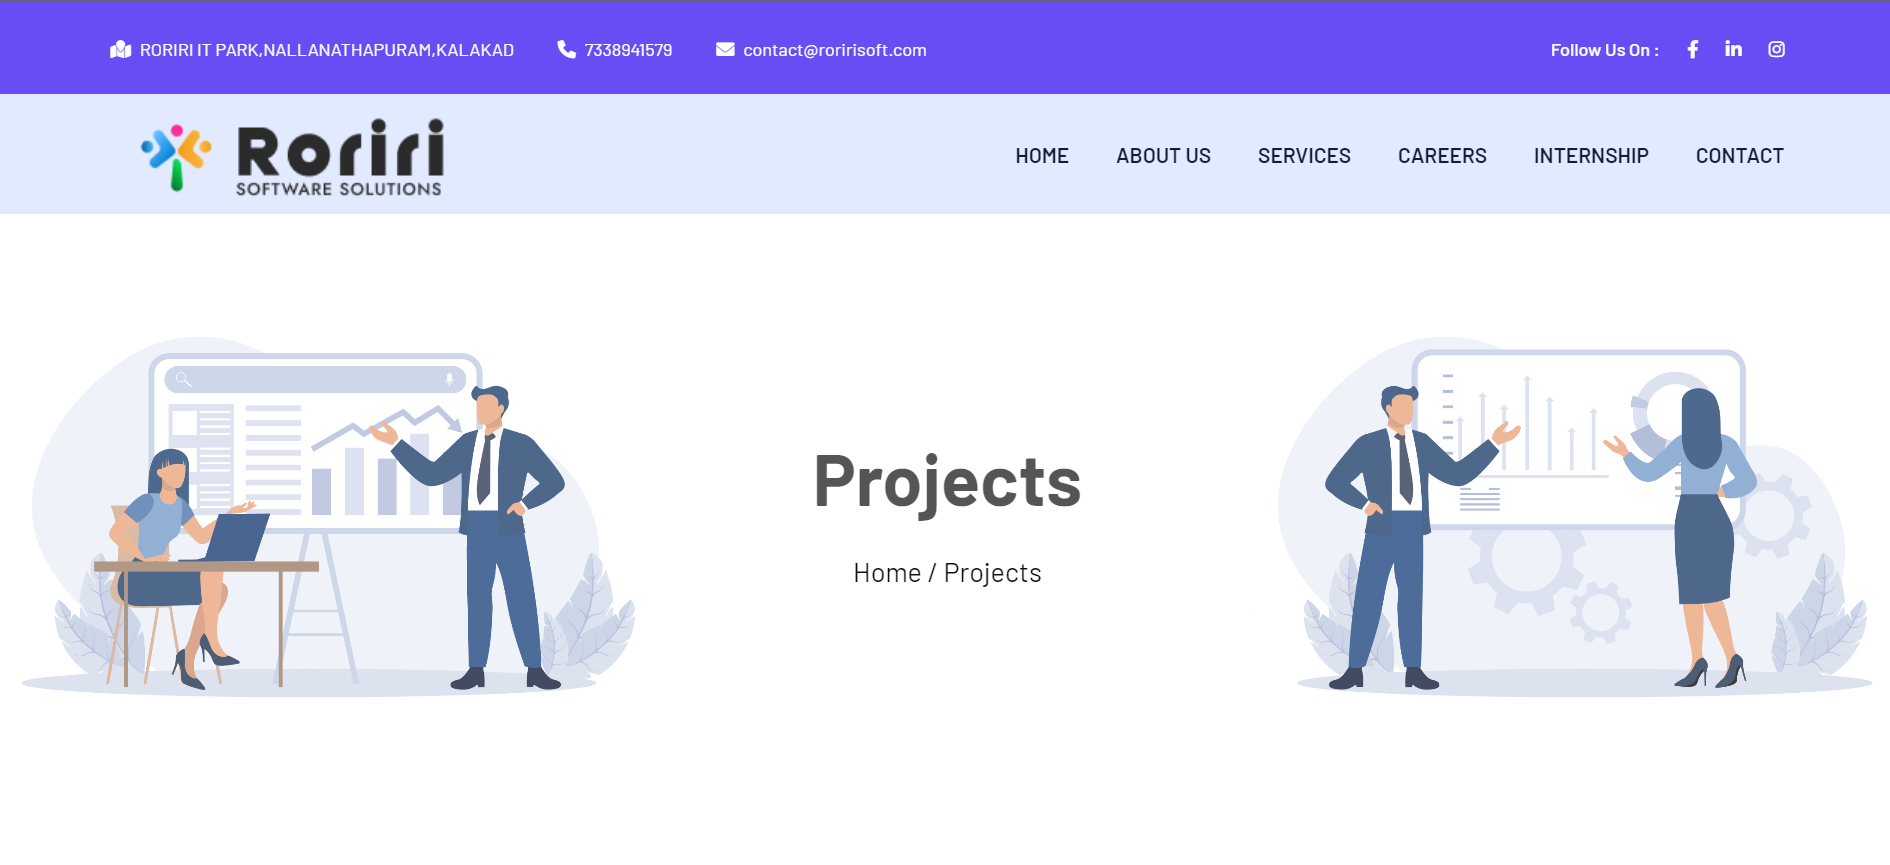 RORIRI IT PARK,NALLANATHAPURAM,KALAKAD 7338941579 contact@roririsoft.com Follow Us On :
Roriri
SOFTWARE SOLUTIONS
HOME ABOUT US SERVICES CAREERS INTERNSHIP CONTACT
Projects
Home / Projects